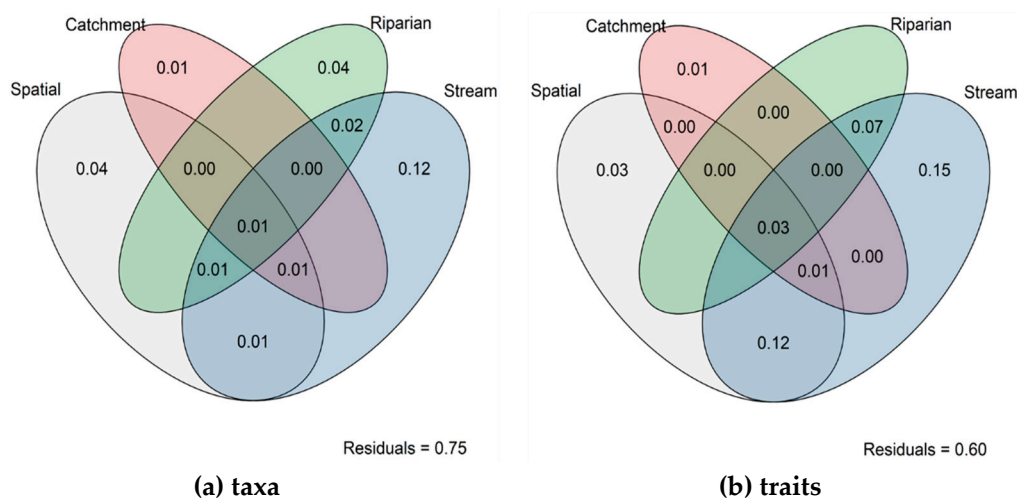 Catchment
Riparian
Spatial
Stream
0.01
0.04
0.02
0.04
0.00
0.00
0.12
0.01
0.01
0.01
0.01
Residuals = 0.75
(a) taxa
Catchment
Riparian
Spatial
Stream
0.01
0.00
0.00
0.07
0.03
0.00
0.00
0.15
0.03
0.01
0.00
0.12
Residuals = 0.60
(b) traits